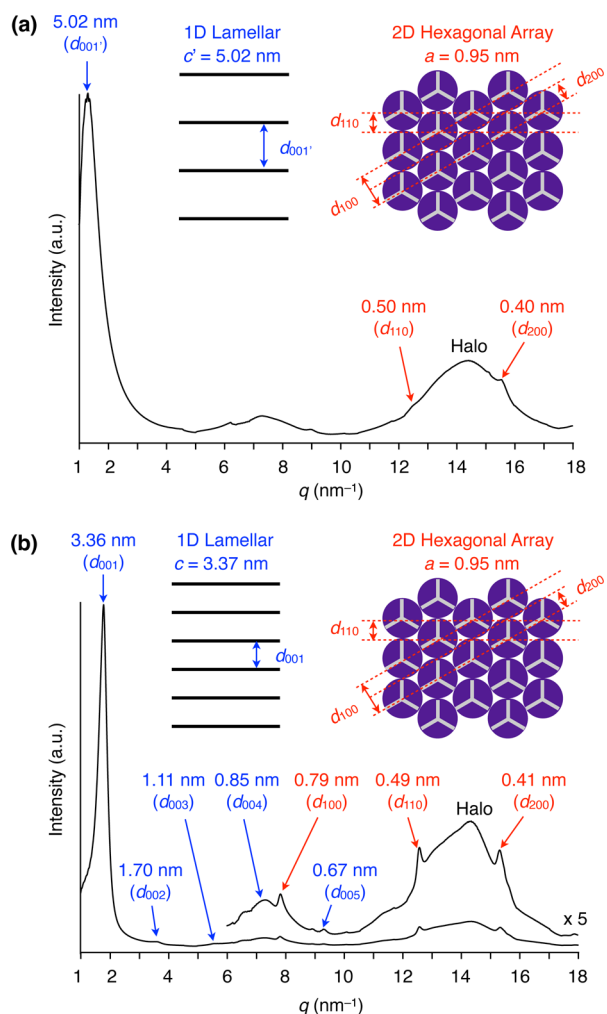 (a)
5.02 nm
(d001')
1D Lamellar
c' = 5.02 nm
d001'
2D Hexagonal Array
a = 0.95 nm
d200
d110
d100
Intensity (a.u.)
0.50 nm
(d110)
Halo
0.40 nm
(d200)
1 2 4 6 8 10 12 14 16 18
q (nm⁻¹)
(b)
3.36 nm
(d001)
1D Lamellar
c = 3.37 nm
d001
2D Hexagonal Array
a = 0.95 nm
d200
d110
d100
Intensity (a.u.)
1.70 nm
(d002)
1.11 nm
(d003)
0.85 nm
(d004)
0.79 nm
(d100)
0.67 nm
(d005)
0.49 nm
(d110)
Halo
0.41 nm
(d200)
x 5
1 2 4 6 8 10 12 14 16 18
q (nm⁻¹)